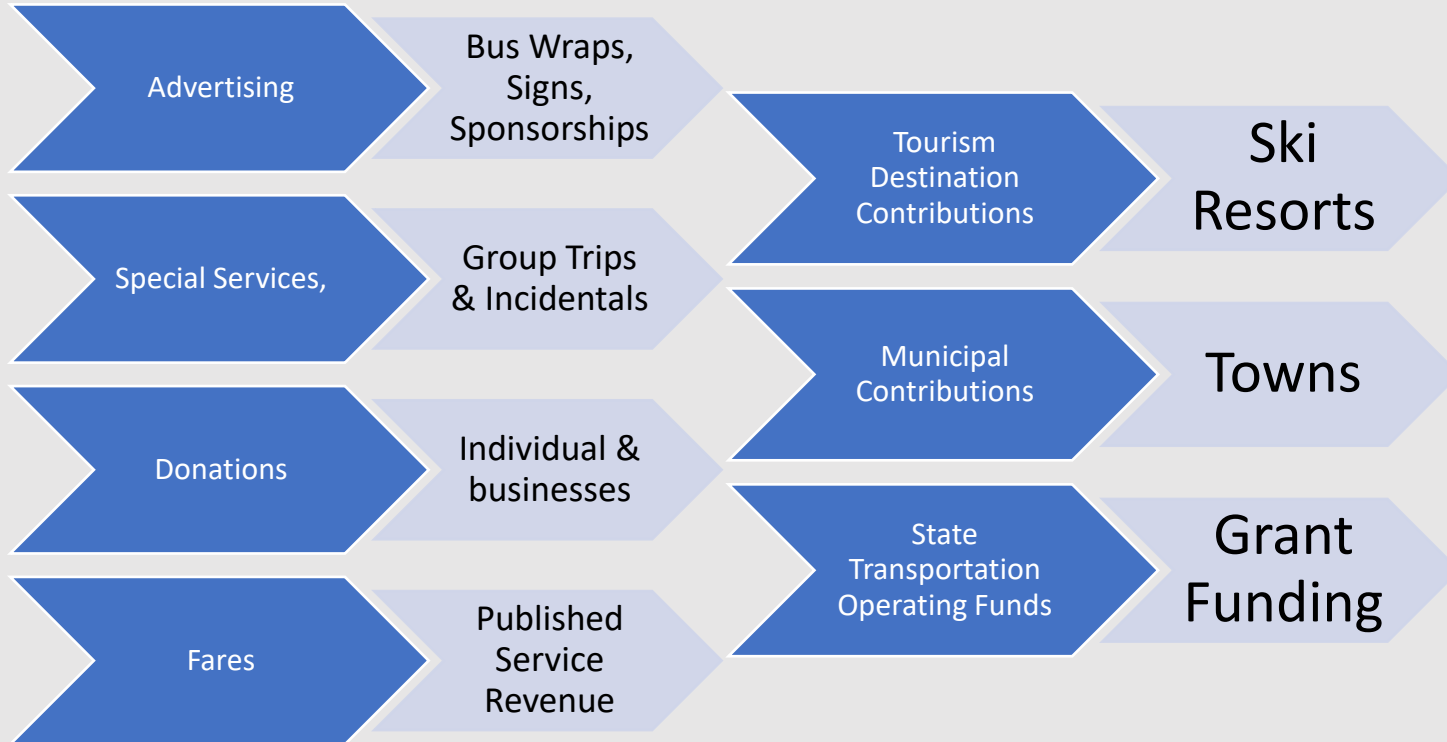 Advertising
Bus Wraps,
Signs,
Sponsorships
Special Services,
Group Trips
& Incidentals
Donations
Individual &
businesses
Fares
Published
Service
Revenue
Tourism
Destination
Contributions
Ski
Resorts
Municipal
Contributions
Towns
State
Transportation
Operating Funds
Grant
Funding